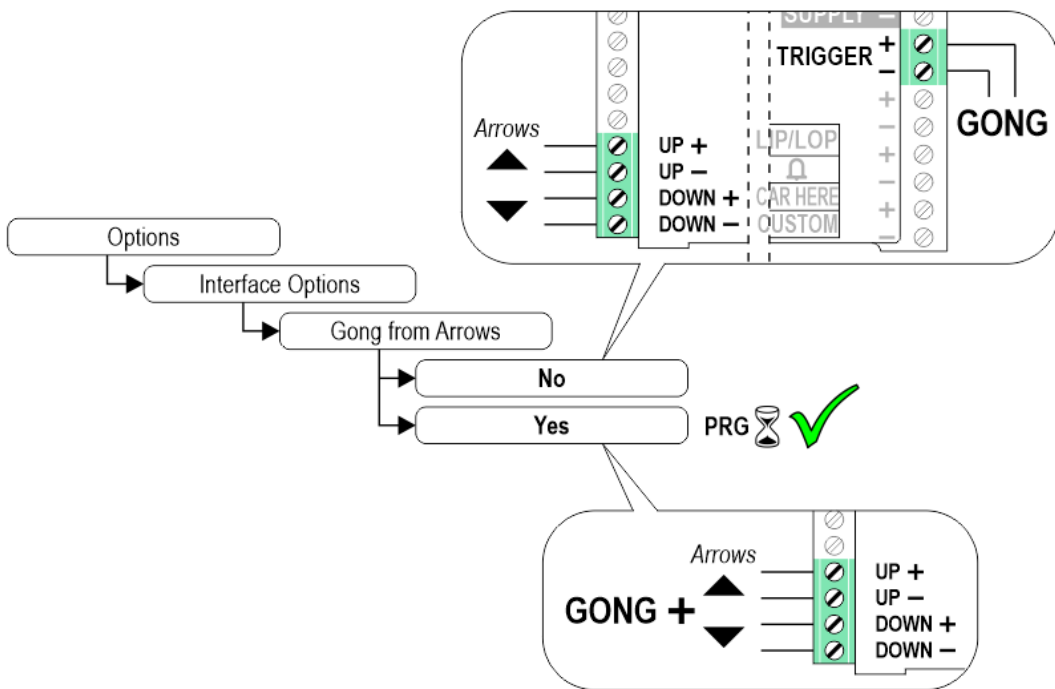 SUPPLY −
TRIGGER + −
GONG
+
−
+
−
+
−
Arrows
UP +
UP −
DOWN +
DOWN −
LIP/LOP
CAR HERE
CUSTOM
Options
Interface Options
Gong from Arrows
No
Yes
PRG
Arrows
GONG +
UP +
UP −
DOWN +
DOWN −